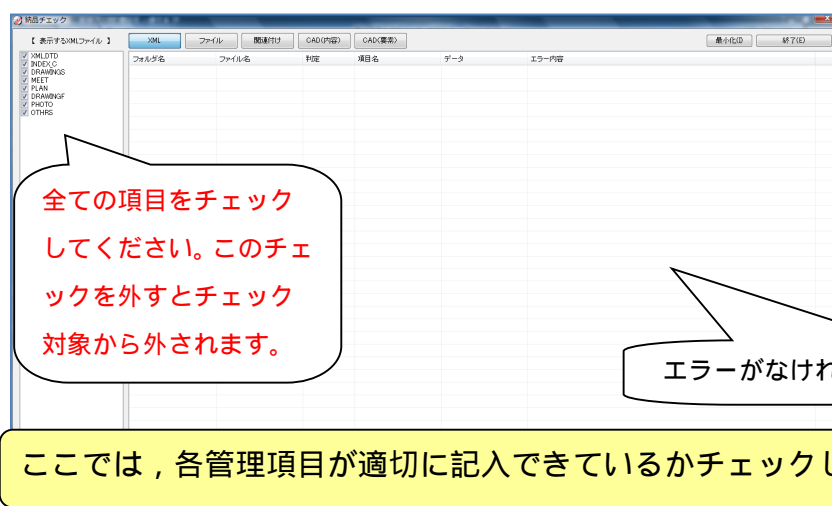 納品チェック
【 表示するXMLファイル 】 XML ファイル 関連付け CAD(内容) CAD(要素) 最小化(I) 終了(E)
フォルダ名 ファイル名 判定 項目名 データ エラー内容
XMLDTD
INDEX_C
DRAWINGS
MEET
PLAN
DRAWINGF
PHOTO
OTHRS
全ての項目をチェック
してください。このチェ
ックを外すとチェック
対象から外されます。
エラーがなけれ
ここでは，各管理項目が適切に記入できているかチェックし